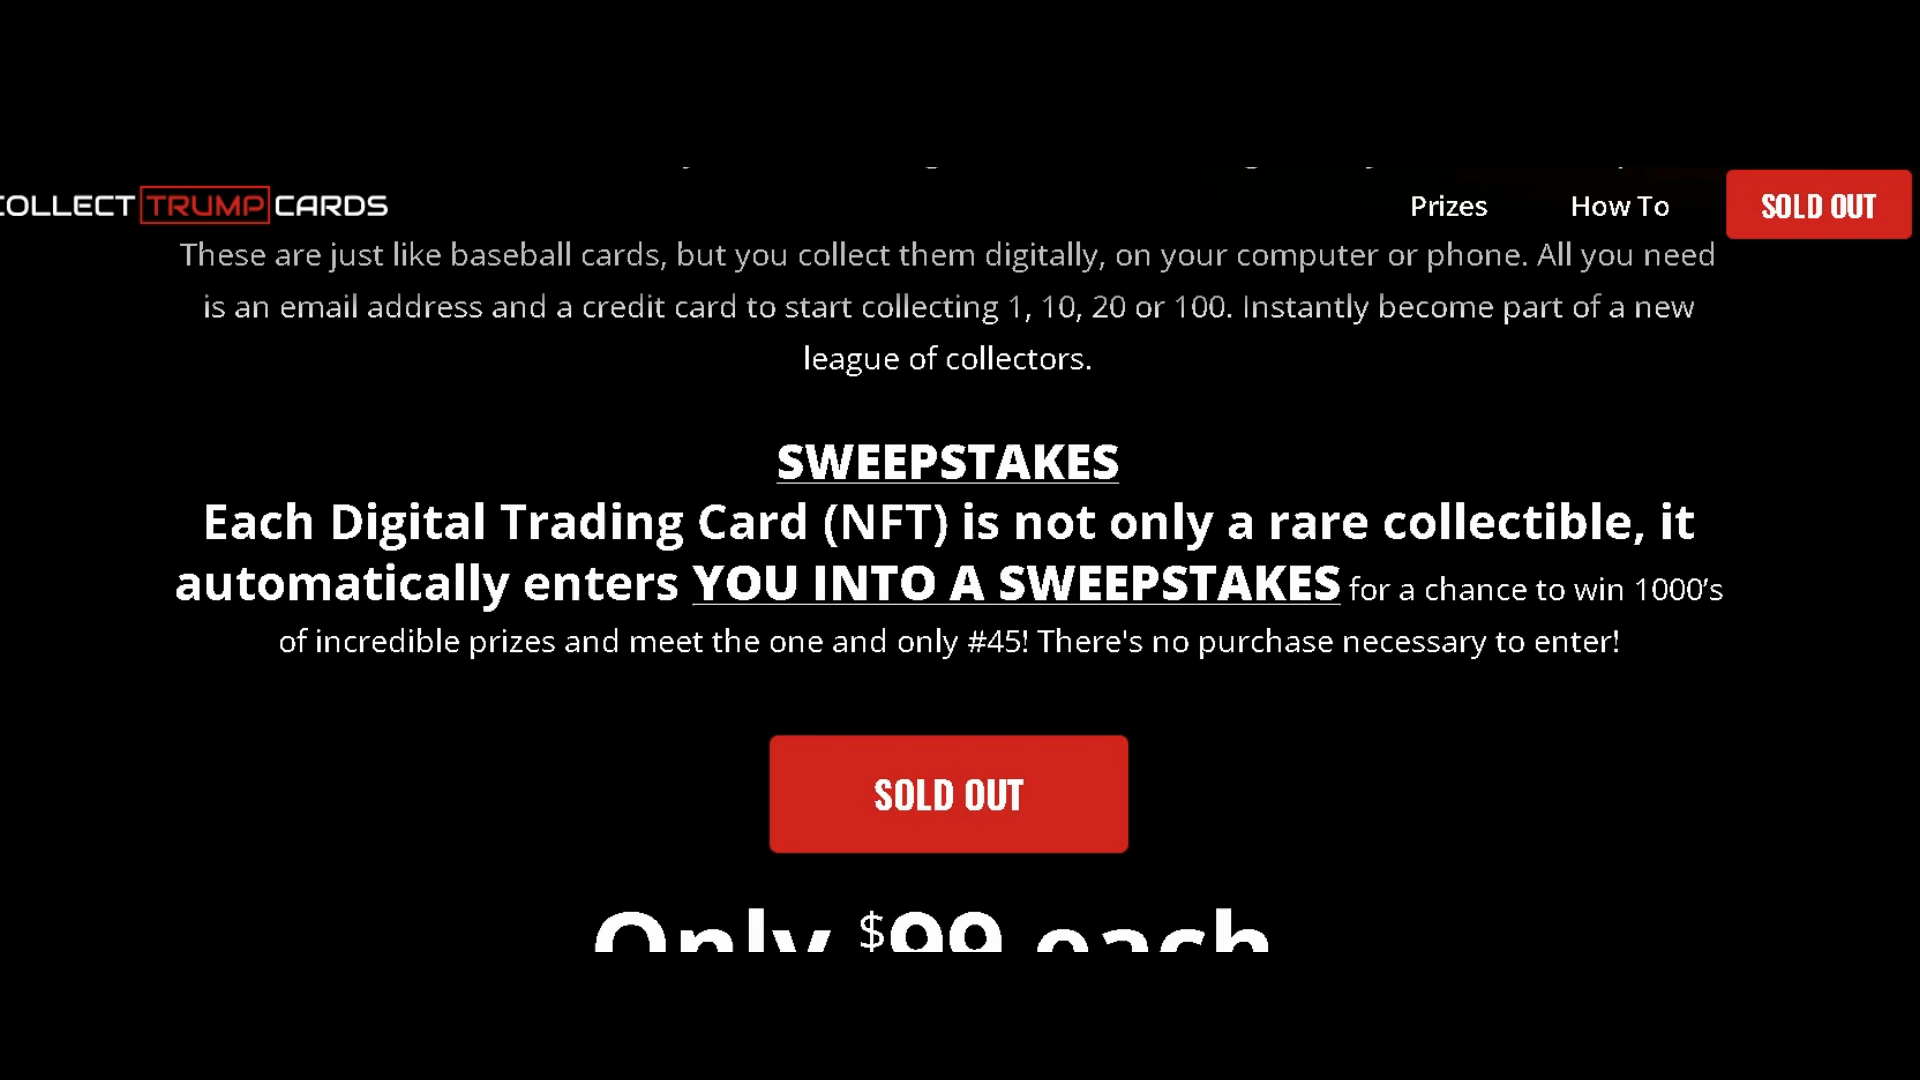 COLLECT TRUMP CARDS
Prizes
How To
SOLD OUT
These are just like baseball cards, but you collect them digitally, on your computer or phone. All you need
is an email address and a credit card to start collecting 1, 10, 20 or 100. Instantly become part of a new
league of collectors.
SWEEPSTAKES
Each Digital Trading Card (NFT) is not only a rare collectible, it
automatically enters YOU INTO A SWEEPSTAKES for a chance to win 1000’s
of incredible prizes and meet the one and only #45! There's no purchase necessary to enter!
SOLD OUT
Only $99 each